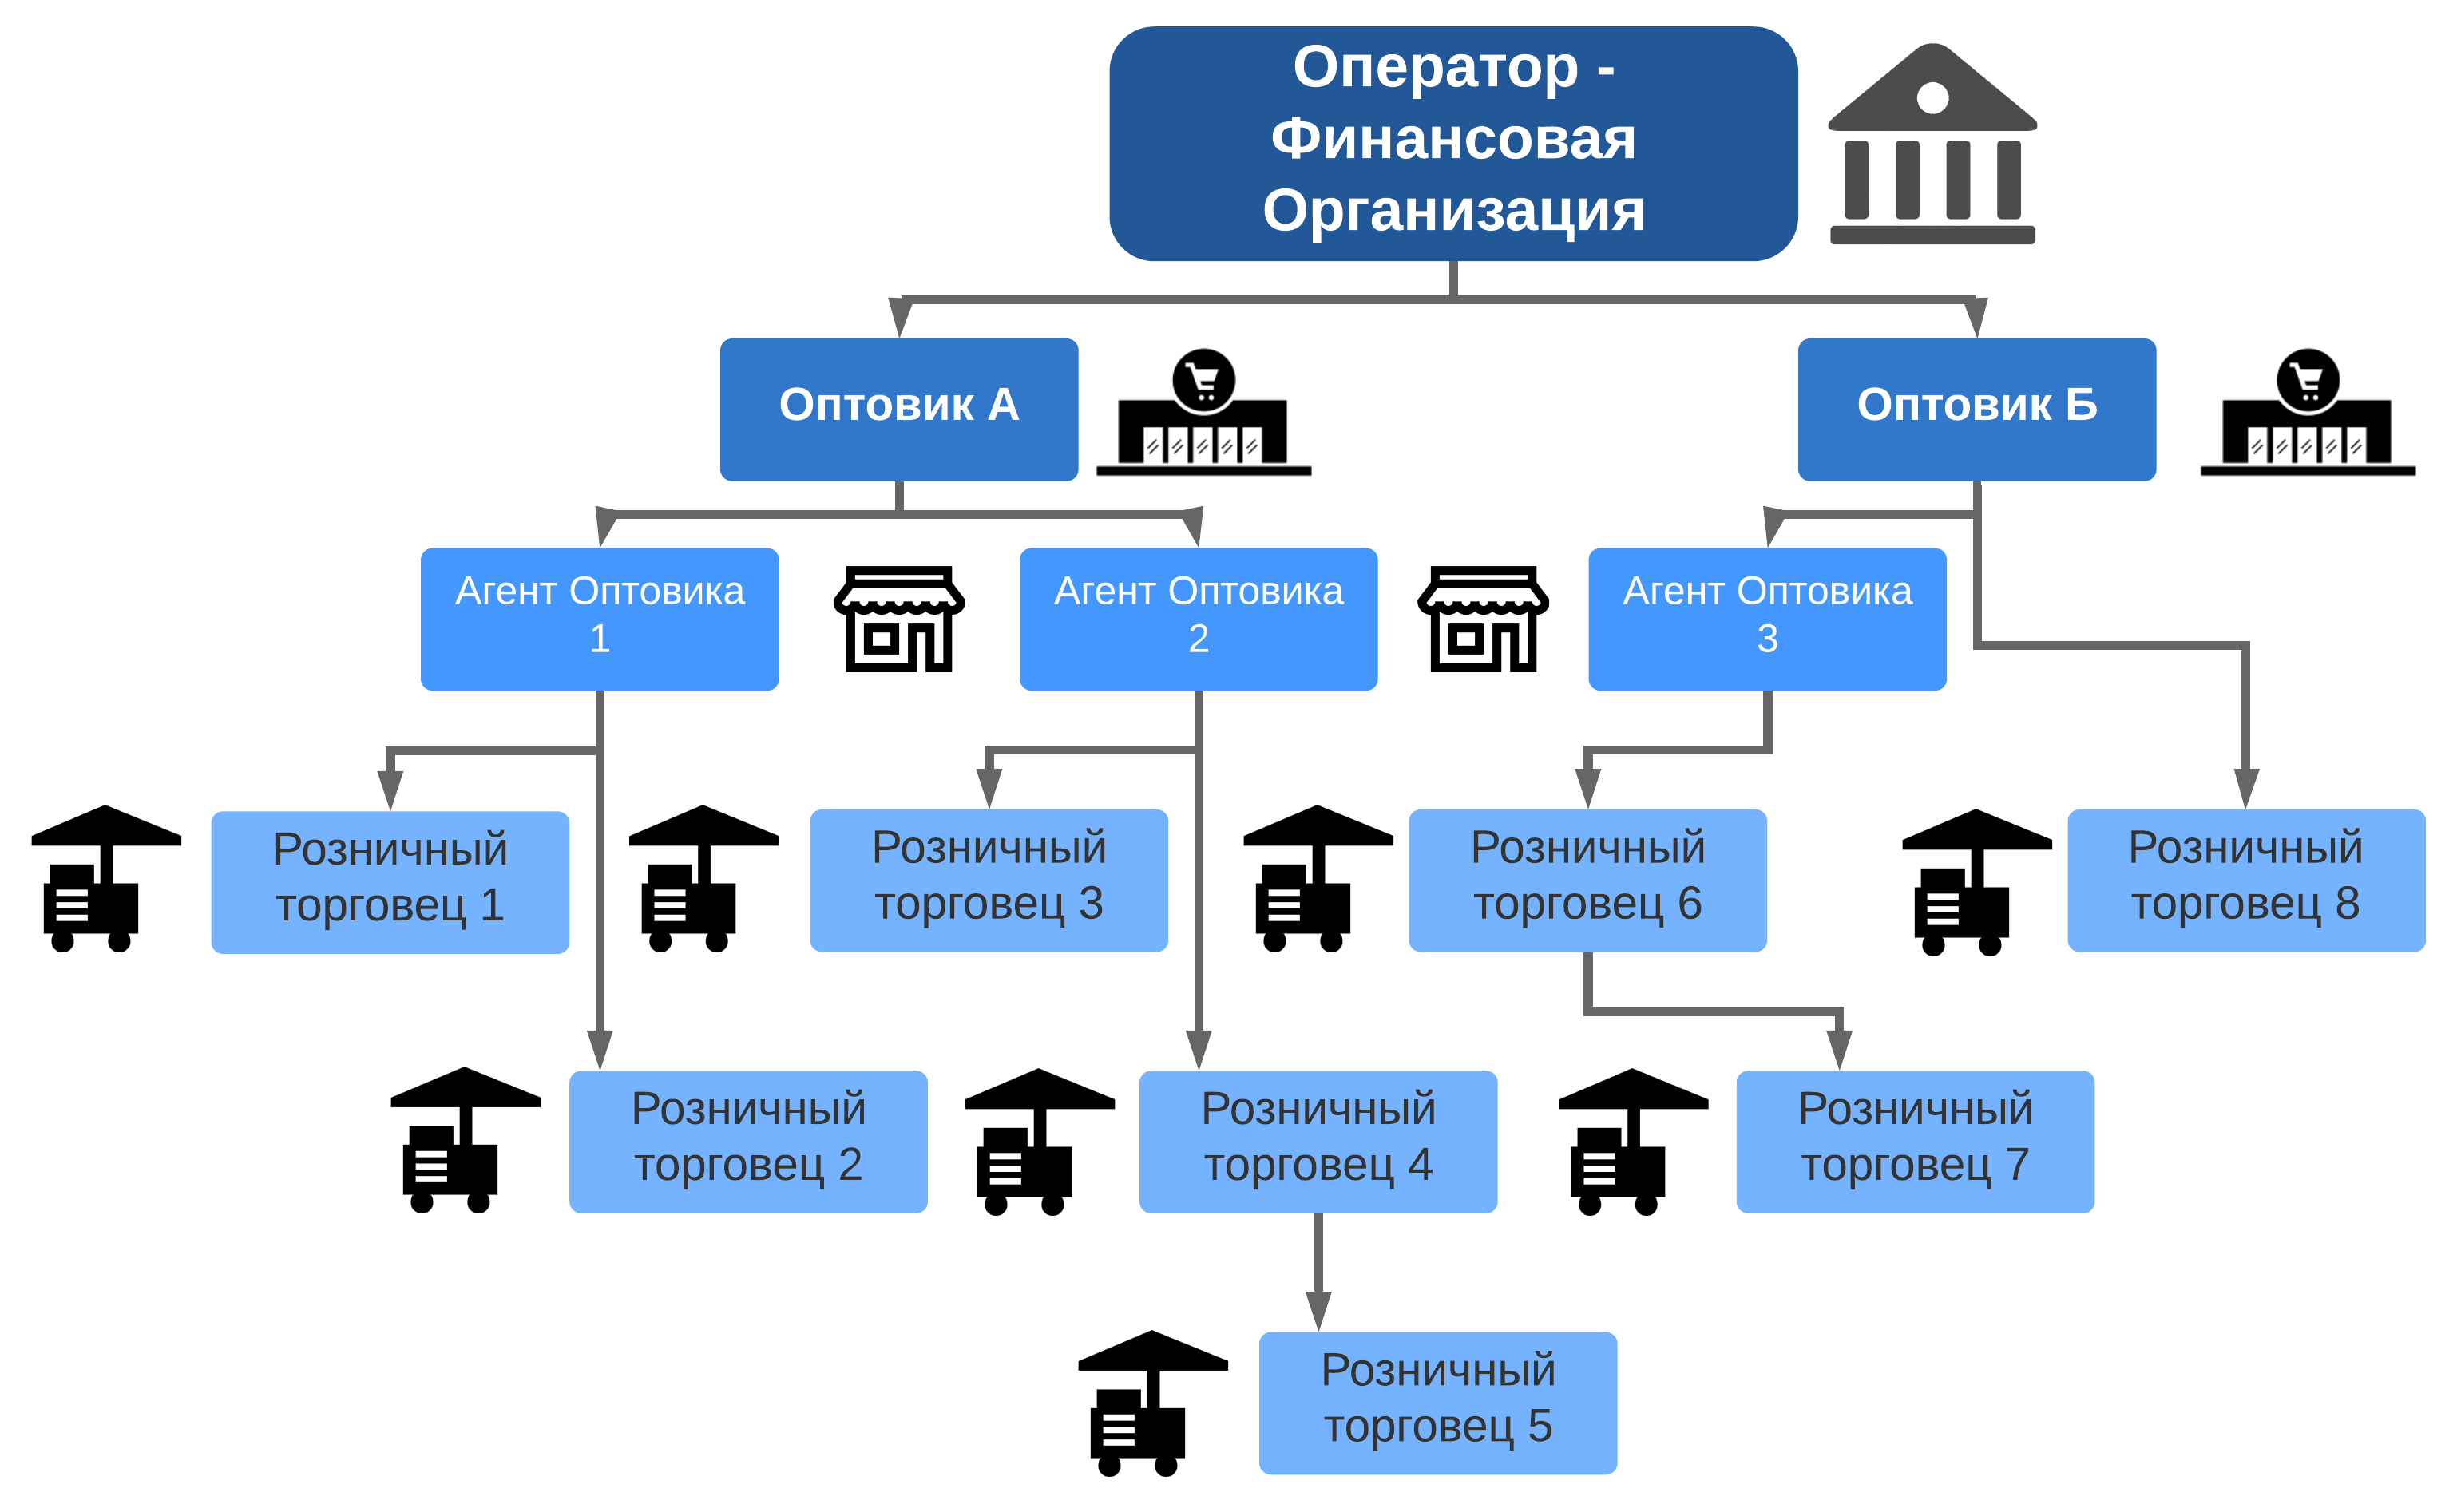 Оператор -
Финансовая
Организация
Оптовик А
Оптовик Б
Агент Оптовика
1
Агент Оптовика
2
Агент Оптовика
3
Розничный
торговец 1
Розничный
торговец 3
Розничный
торговец 6
Розничный
торговец 8
Розничный
торговец 2
Розничный
торговец 4
Розничный
торговец 7
Розничный
торговец 5